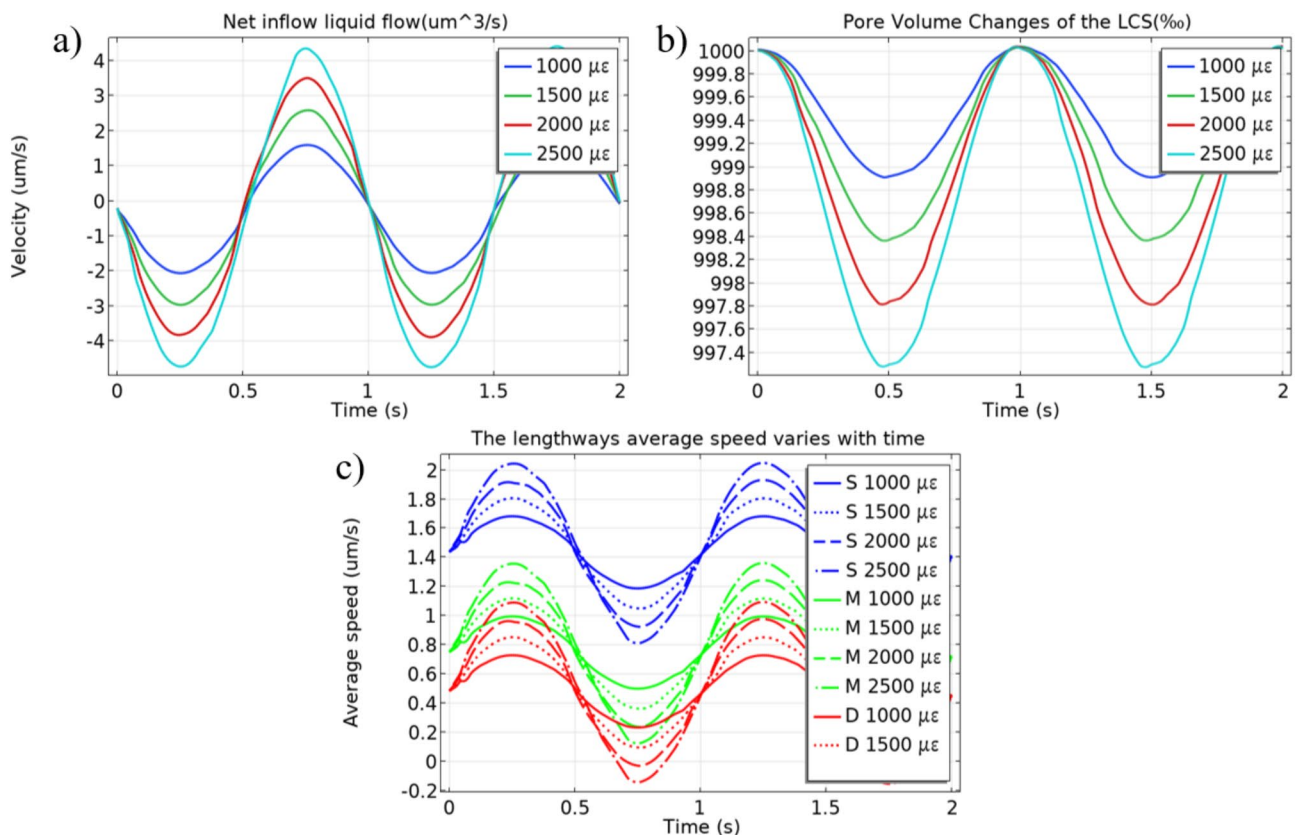 a)
Net inflow liquid flow(um^3/s)
4
3
2
1
0
-1
-2
-3
-4
Velocity (um/s)
1000 με
1500 με
2000 με
2500 με
0
0.5
1
1.5
2
Time (s)
b)
Pore Volume Changes of the LCS(‰)
1000
999.8
999.6
999.4
999.2
999
998.8
998.6
998.4
998.2
998
997.8
997.6
997.4
1000 με
1500 με
2000 με
2500 με
0
0.5
1
1.5
2
Time (s)
c)
The lengthways average speed varies with time
2
1.8
1.6
1.4
1.2
1
0.8
0.6
0.4
0.2
0
-0.2
Average speed (um/s)
S 1000 με
S 1500 με
S 2000 με
S 2500 με
M 1000 με
M 1500 με
M 2000 με
M 2500 με
D 1000 με
D 1500 με
0
0.5
1
1.5
2
Time (s)